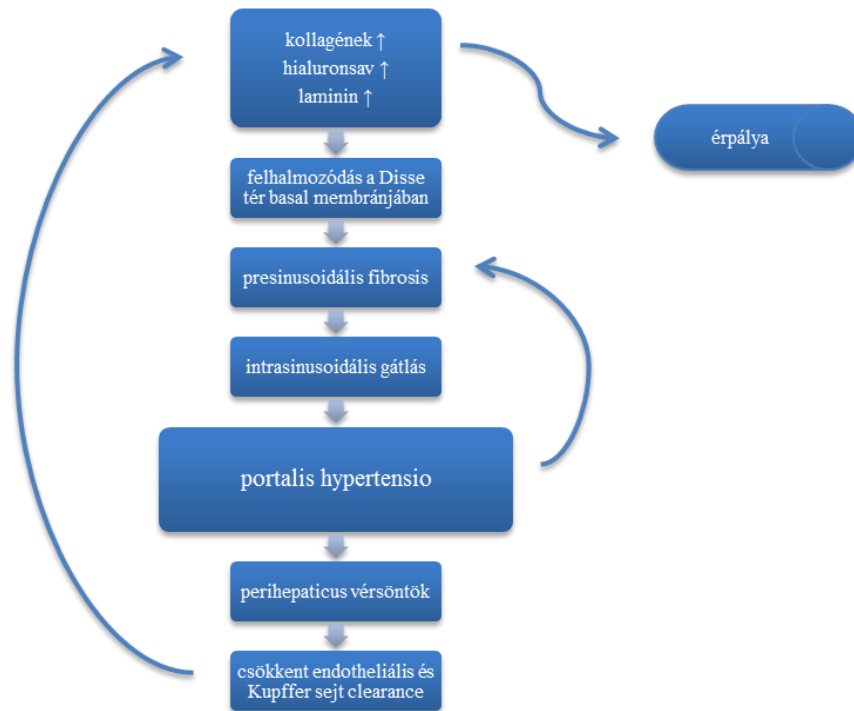 kollagének ↑
hialuronsav ↑
laminin ↑
érpálya
felhalmozódás a Disse
tér basal membránjában
presinusoidális fibrosis
intrasinusoidális gátlás
portalis hypertensio
perihepaticus vérsöntök
csökkent endotheliális és
Kupffer sejt clearance